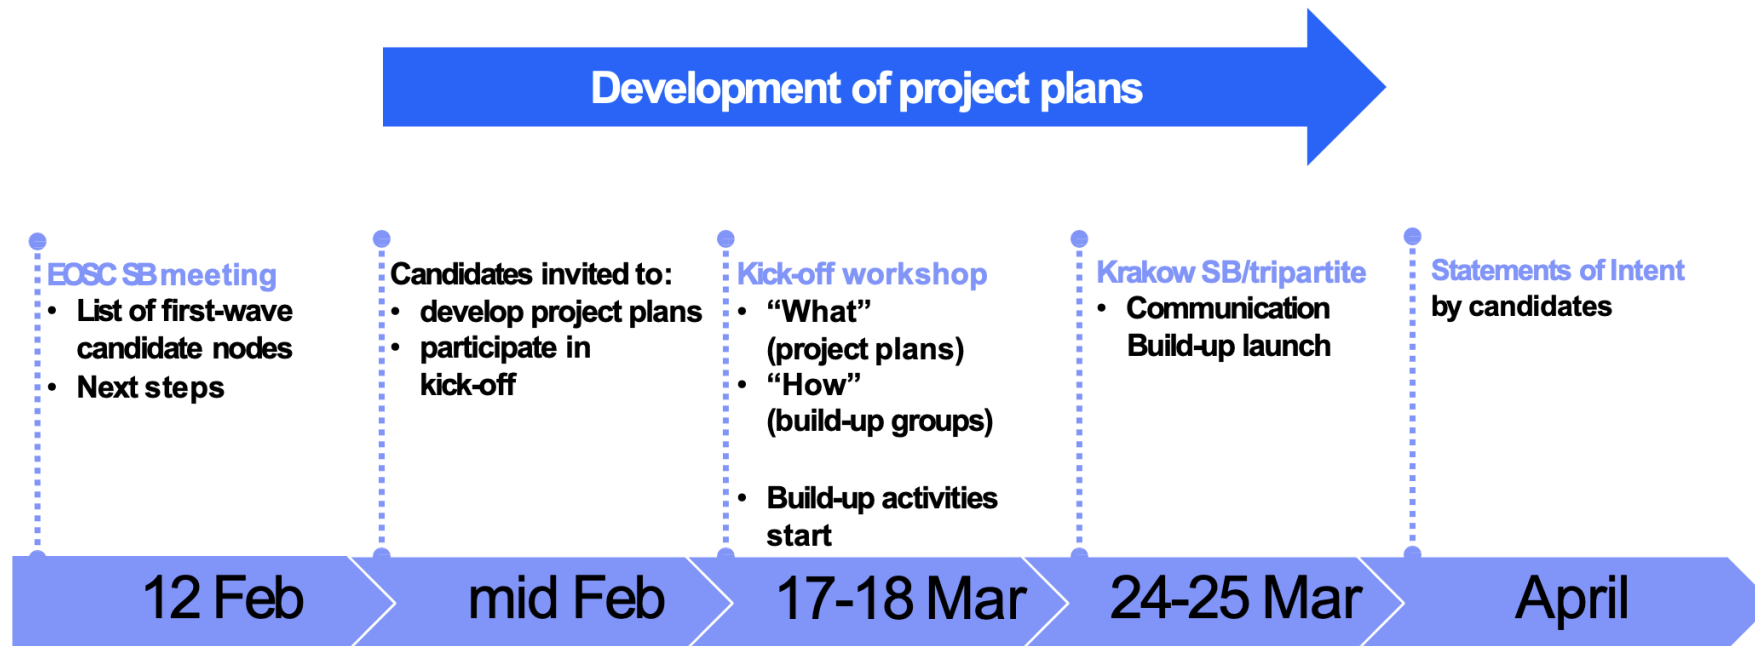 Development of project plans
EOSC SB meeting
• List of first-wave
candidate nodes
• Next steps
Candidates invited to:
• develop project plans
• participate in
kick-off
Kick-off workshop
• “What”
(project plans)
• “How”
(build-up groups)
• Build-up activities
start
Krakow SB/tripartite
• Communication
Build-up launch
Statements of Intent
by candidates
12 Feb
mid Feb
17-18 Mar
24-25 Mar
April